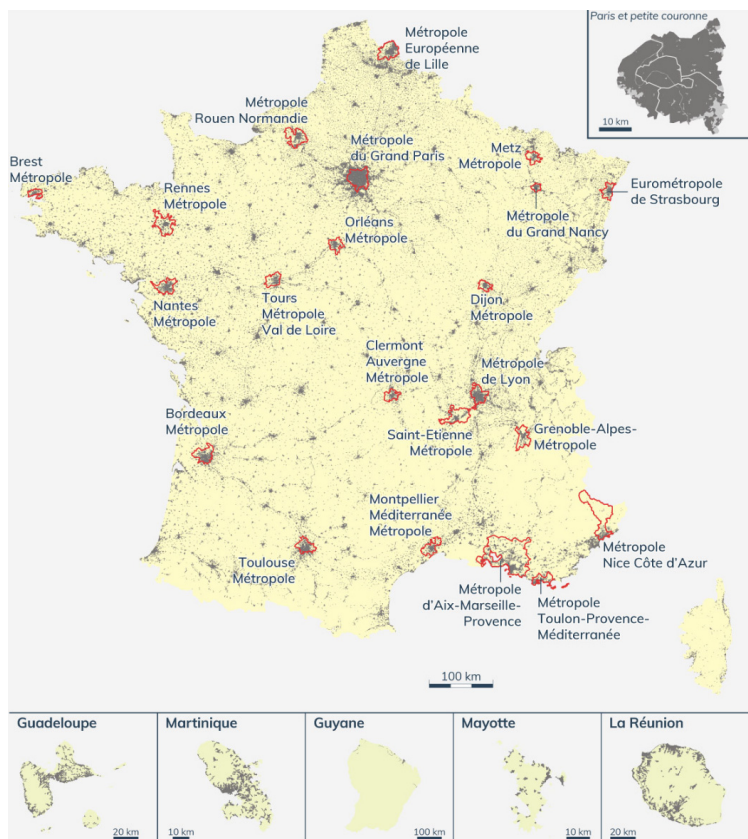 Paris et petite couronne
10 km
Métropole
Européenne
de Lille
Métropole
Rouen Normandie
Métropole
du Grand Paris
Metz
Métropole
Brest
Métropole
Rennes
Métropole
Eurométropole
de Strasbourg
Métropole
du Grand Nancy
Orléans
Métropole
Nantes
Métropole
Tours
Métropole
Val de Loire
Dijon
Métropole
Clermont
Auvergne
Métropole
Métropole
de Lyon
Bordeaux
Métropole
Saint-Etienne
Métropole
Grenoble-Alpes-
Métropole
Montpellier
Méditerranée
Métropole
Toulouse
Métropole
Métropole
Nice Côte d'Azur
Métropole
d'Aix-Marseille-
Provence
Métropole
Toulon-Provence-
Méditerranée
100 km
Guadeloupe
20 km
Martinique
10 km
Guyane
100 km
Mayotte
10 km
La Réunion
20 km